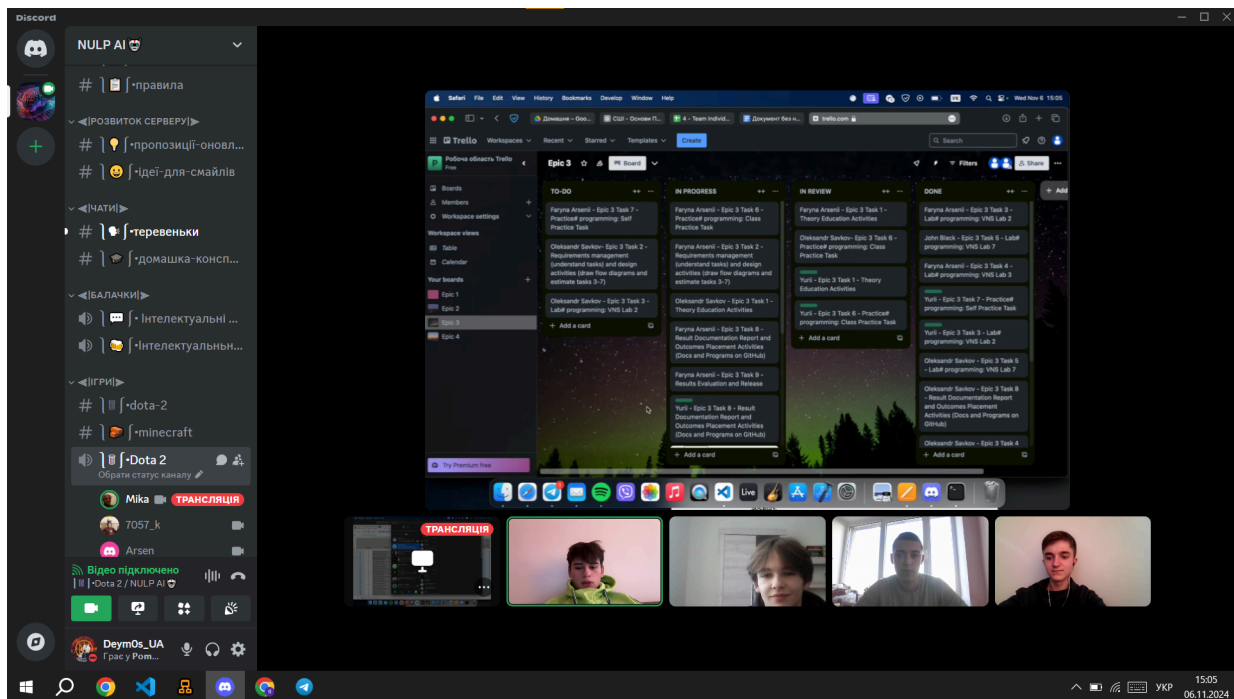 Discord
NULP AI
правила
РОЗВИТОК СЕРВЕРУ
пропозиції-оновл...
ідеї-для-смайлів
ЧАТИ
теревеньки
домашка-консп...
БАЛАЧКИ
Інтелектуальні ...
Інтелектуальн...
ІГРИ
dota-2
minecraft
Dota 2
Обрати статус каналу
Mika ТРАНСЛЯЦІЯ
7057_k
Arsen
Відео підключено
Dota 2 / NULP AI
Deym0s_UA
Грає у Pom...
Safari File Edit View History Bookmarks Develop Window Help
Wed Nov 6 15:05
Домашня – Goo...
СШІ - Основи П...
4 - Team Individ...
Документ без н...
trello.com
Trello Workspaces Recent Starred Templates Create
Search
Робоча область Trello
Free
Epic 3
Board
Filters
Share
Boards
Members
Workspace settings
Workspace views
Table
Calendar
Your boards
Epic 1
Epic 2
Epic 3
Epic 4
Try Premium free
TO-DO
Faryna Arsenii - Epic 3 Task 7 -
Practice# programming: Self
Practice Task
Oleksandr Savkov- Epic 3 Task 2 -
Requirements management
(understand tasks) and design
activities (draw flow diagrams and
estimate tasks 3-7)
Oleksandr Savkov - Epic 3 Task 3 -
Lab# programming: VNS Lab 2
+ Add a card
IN PROGRESS
Faryna Arsenii - Epic 3 Task 6 -
Practice# programming: Class
Practice Task
Faryna Arsenii - Epic 3 Task 2 -
Requirements management
(understand tasks) and design
activities (draw flow diagrams and
estimate tasks 3-7)
Oleksandr Savkov - Epic 3 Task 1 -
Theory Education Activities
Faryna Arsenii - Epic 3 Task 8 -
Result Documentation Report
and Outcomes Placement
Activities (Docs and Programs on
GitHub)
Faryna Arsenii - Epic 3 Task 9 -
Results Evaluation and Release
Yurii - Epic 3 Task 8 - Result
Documentation Report and
Outcomes Placement Activities
(Docs and Programs on GitHub)
+ Add a card
IN REVIEW
Faryna Arsenii - Epic 3 Task 1 -
Theory Education Activities
Oleksandr Savkov- Epic 3 Task 6 -
Practice# programming: Class
Practice Task
Yurii - Epic 3 Task 1 - Theory
Education Activities
Yurii - Epic 3 Task 6 - Practice#
programming: Class Practice Task
+ Add a card
DONE
Faryna Arsenii - Epic 3 Task 3 -
Lab# programming: VNS Lab 2
John Black - Epic 3 Task 5 - Lab#
programming: VNS Lab 7
Faryna Arsenii - Epic 3 Task 4 -
Lab# programming: VNS Lab 3
Yurii - Epic 3 Task 7 - Practice#
programming: Self Practice Task
Yurii - Epic 3 Task 3 - Lab#
programming: VNS Lab 2
Oleksandr Savkov - Epic 3 Task 5
- Lab# programming: VNS Lab 7
Oleksandr Savkov - Epic 3 Task 8
- Result Documentation Report
and Outcomes Placement
Activities (Docs and Programs on
GitHub)
Oleksandr Savkov - Epic 3 Task 4
+ Add a card
+ Add
Live
ТРАНСЛЯЦІЯ
УКР
15:05
06.11.2024